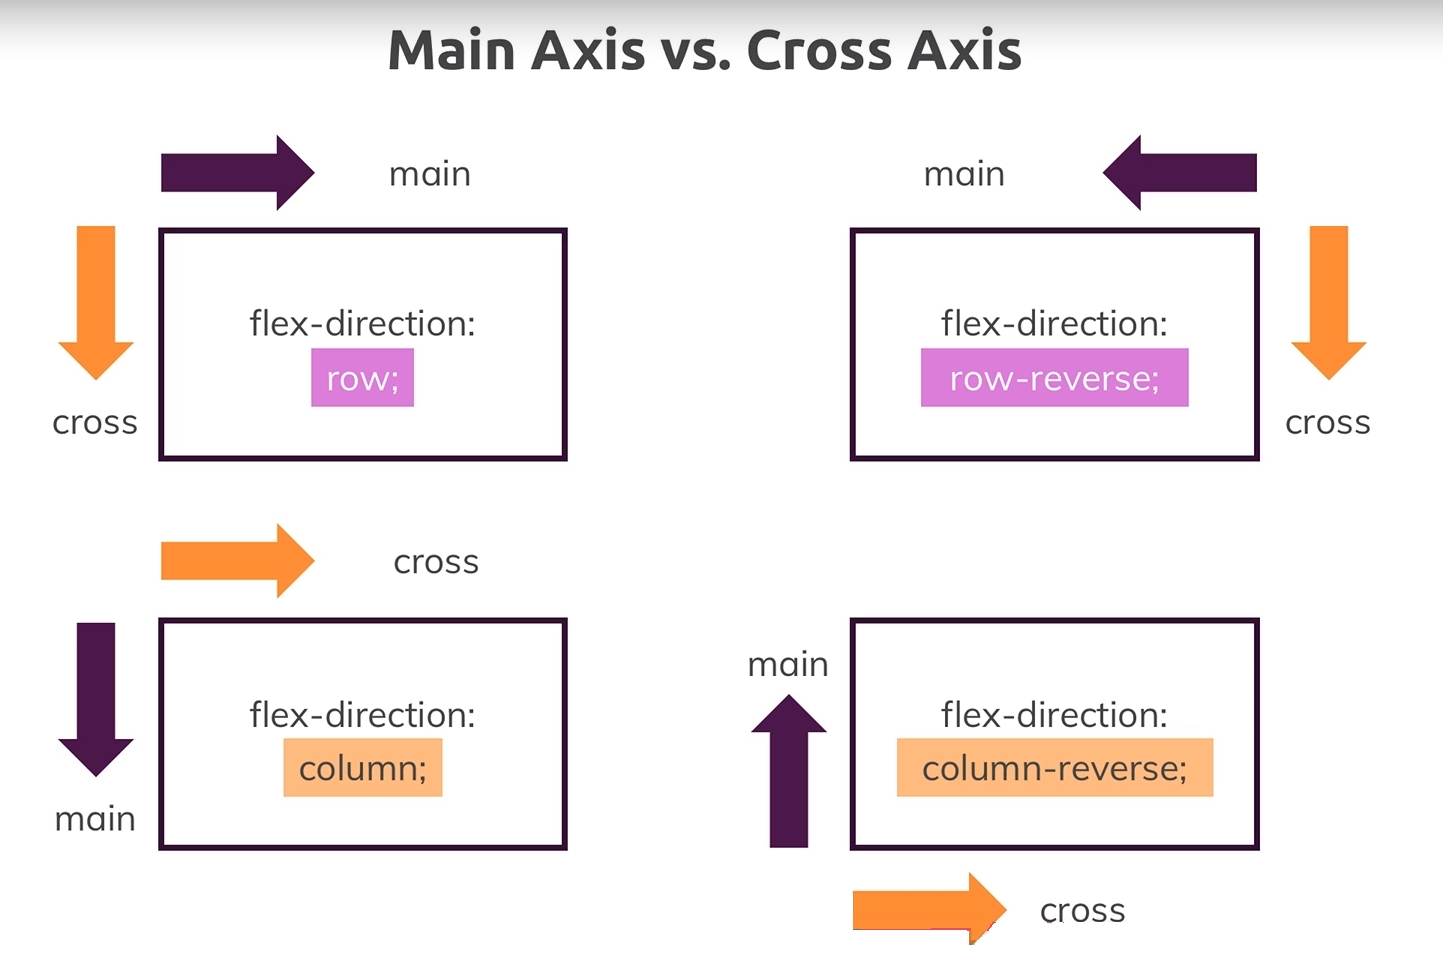 Main Axis vs. Cross Axis
main
cross
flex-direction:
row;
main
flex-direction:
row-reverse;
cross
cross
main
flex-direction:
column;
main
flex-direction:
column-reverse;
cross